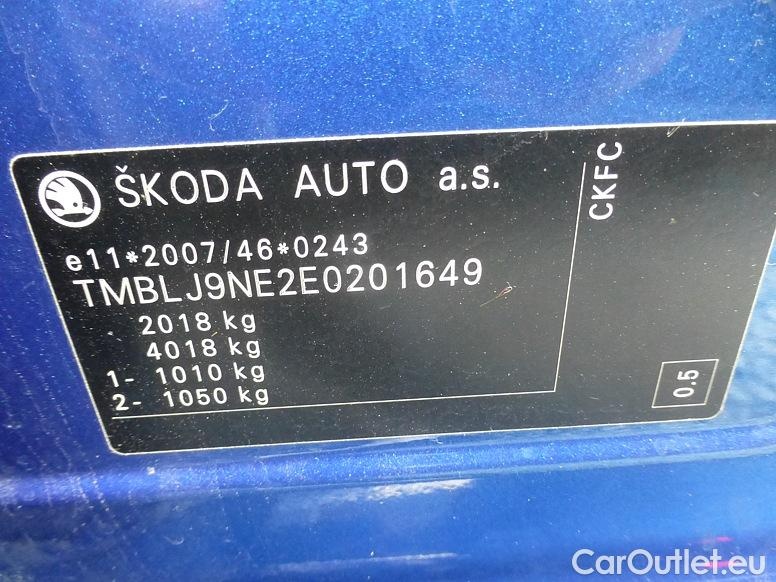 ŠKODA AUTO a.s.
e11*2007/46*0243
TMBLJ9NE2E0201649
2018 kg
4018 kg
1- 1010 kg
2- 1050 kg
CKFC
0.5
CarOutlet.eu